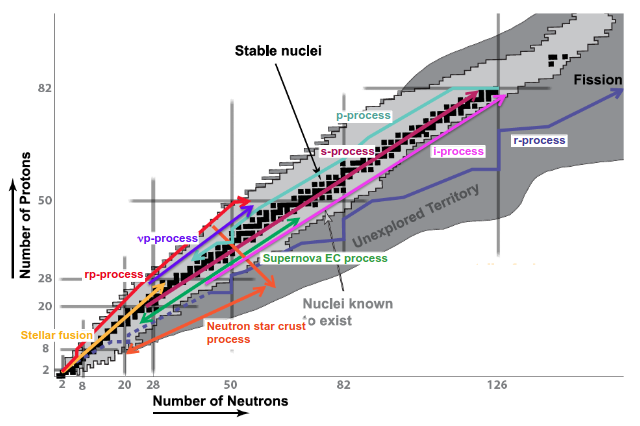 Stable nuclei
Fission
82
p-process
s-process
i-process
r-process
50
νp-process
Unexplored Territory
Supernova EC process
rp-process
28
Nuclei known
to exist
20
Stellar fusion
Neutron star crust
process
8
2
2 8 20 28 50 82 126
Number of Neutrons
Number of Protons